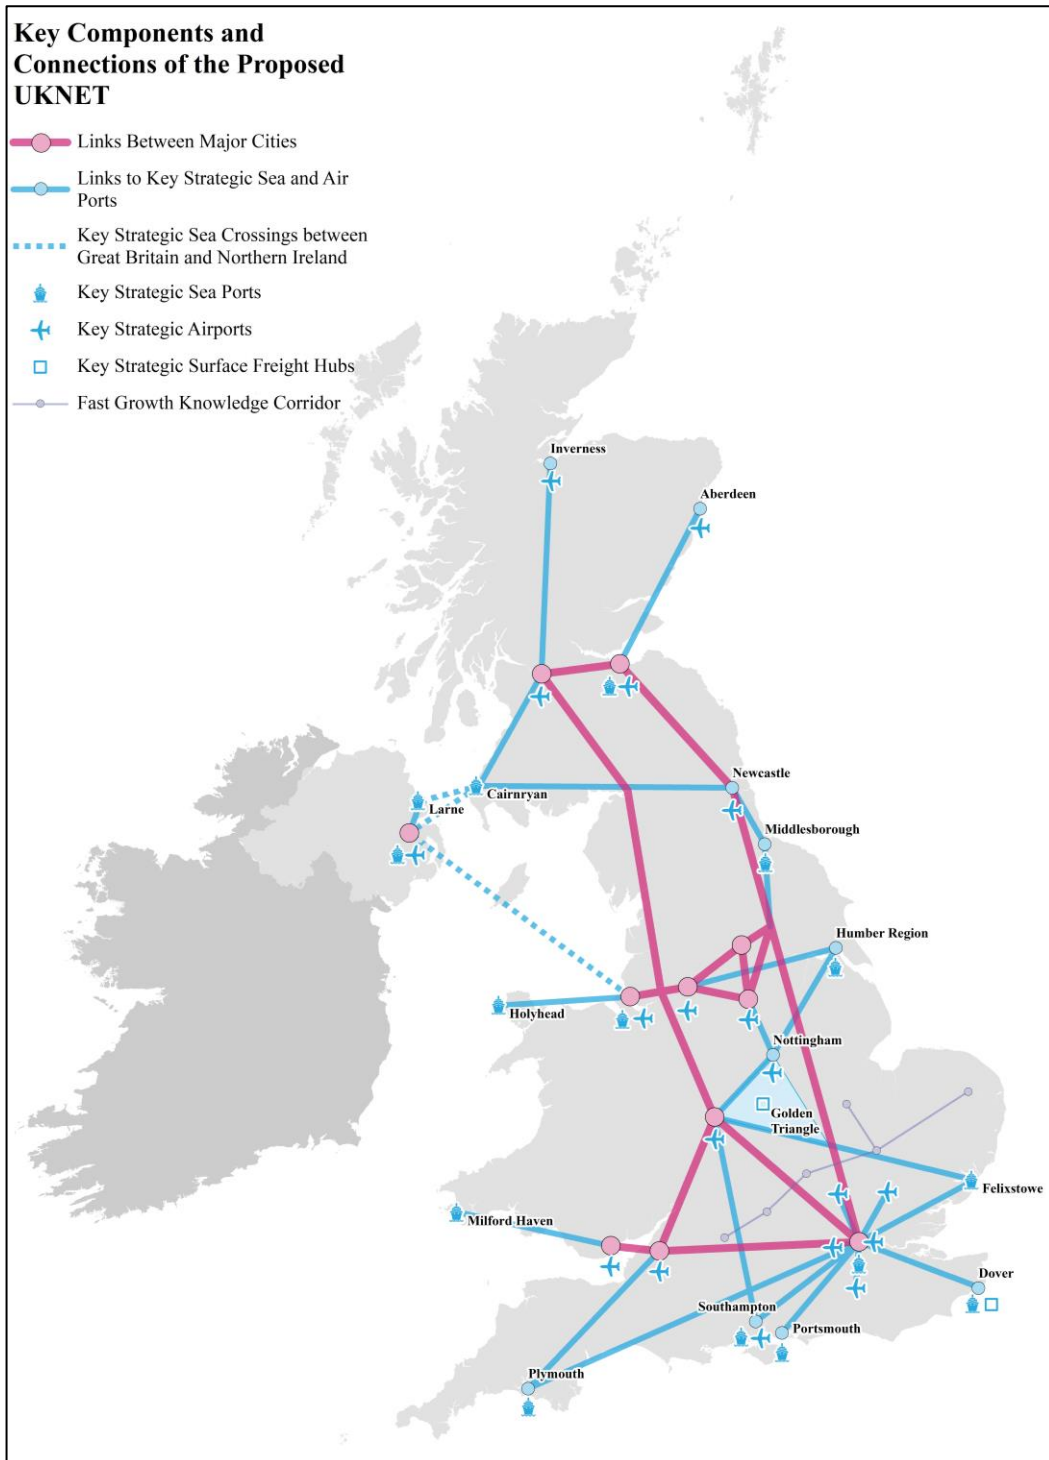 Key Components and
Connections of the Proposed
UKNET
Links Between Major Cities
Links to Key Strategic Sea and Air
Ports
Key Strategic Sea Crossings between
Great Britain and Northern Ireland
Key Strategic Sea Ports
Key Strategic Airports
Key Strategic Surface Freight Hubs
Fast Growth Knowledge Corridor
Inverness
Aberdeen
Newcastle
Cairnryan
Larne
Middlesborough
Humber Region
Holyhead
Nottingham
Golden
Triangle
Felixstowe
Milford Haven
Dover
Southampton
Portsmouth
Plymouth